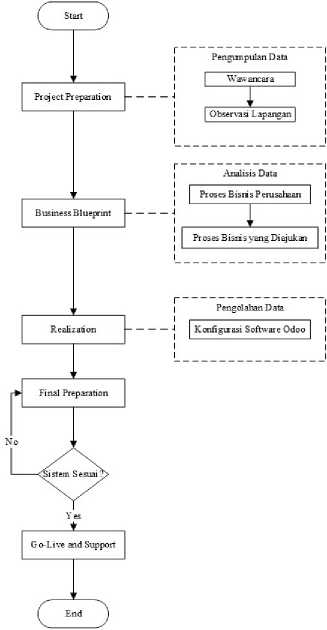 Start
Project Preparation
Pengumpulan Data
Wawancara
Observasi Lapangan
Business Blueprint
Analisis Data
Proses Bisnis Perusahaan
Proses Bisnis yang Diajukan
Realization
Pengolahan Data
Konfigurasi Software Odoo
Final Preparation
No
Sistem Sesuai?
Yes
Go-Live and Support
End